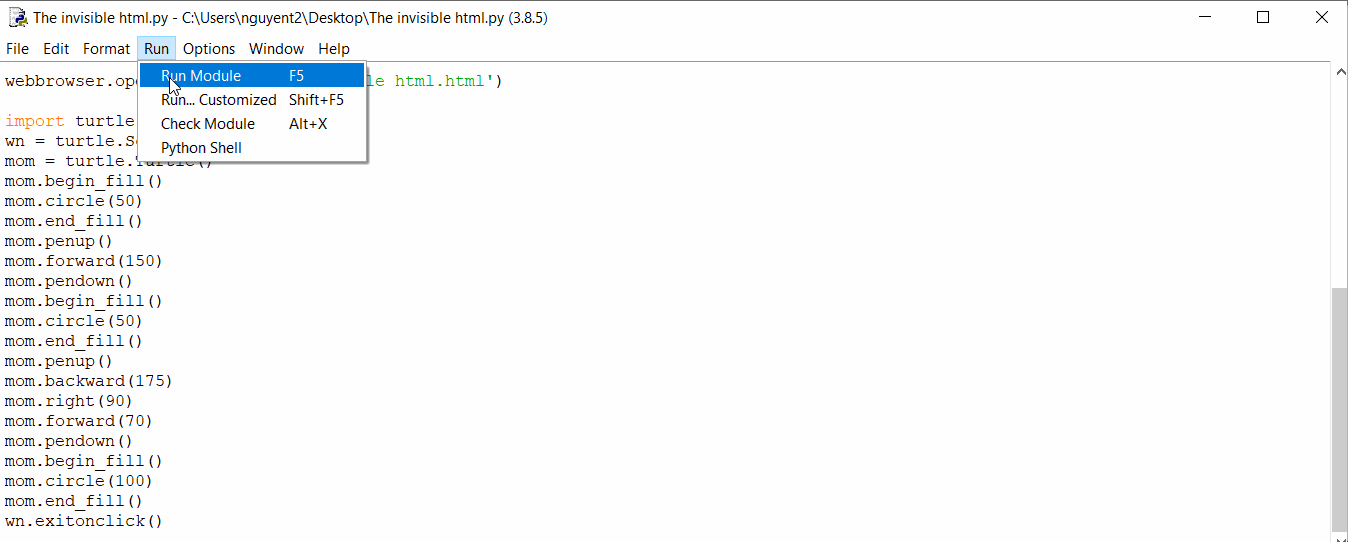 The invisible html.py - C:\Users\nguyent2\Desktop\The invisible html.py (3.8.5)
File Edit Format Run Options Window Help
Run Module F5
Run... Customized Shift+F5
Check Module Alt+X
Python Shell
webbrowser.ope le html.html')
import turtle
wn = turtle.S
mom = turtle.Turtle()
mom.begin_fill()
mom.circle(50)
mom.end_fill()
mom.penup()
mom.forward(150)
mom.pendown()
mom.begin_fill()
mom.circle(50)
mom.end_fill()
mom.penup()
mom.backward(175)
mom.right(90)
mom.forward(70)
mom.pendown()
mom.begin_fill()
mom.circle(100)
mom.end_fill()
wn.exitonclick()